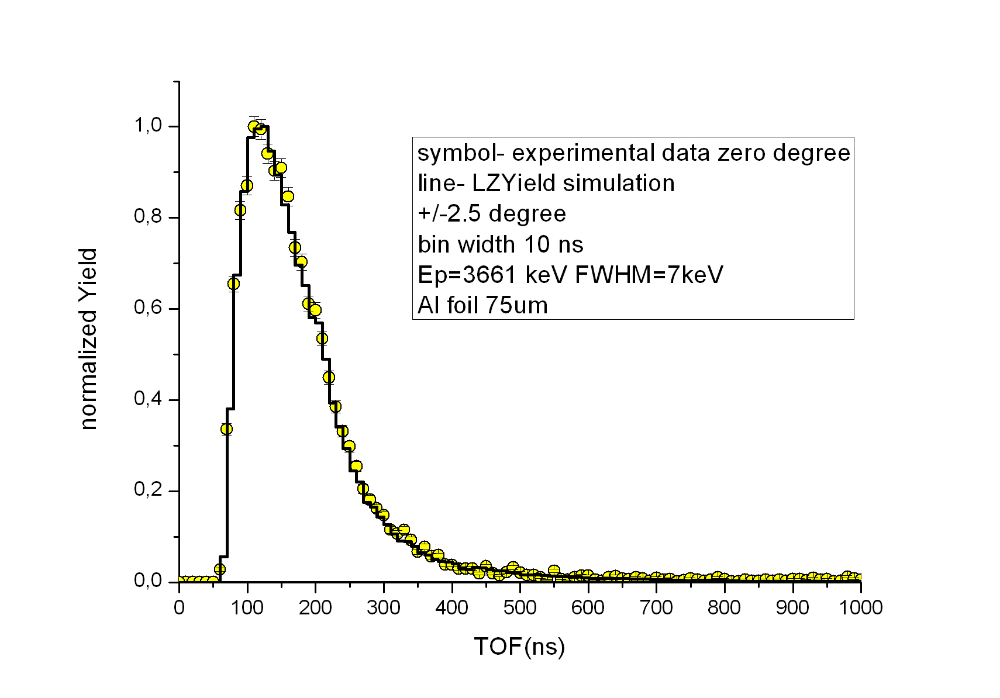 1,0
0,8
0,6
0,4
0,2
0,0
normalized Yield
symbol- experimental data zero degree
line- LZYield simulation
+/-2.5 degree
bin width 10 ns
Ep=3661 keV FWHM=7keV
Al foil 75um
0 100 200 300 400 500 600 700 800 900 1000
TOF(ns)